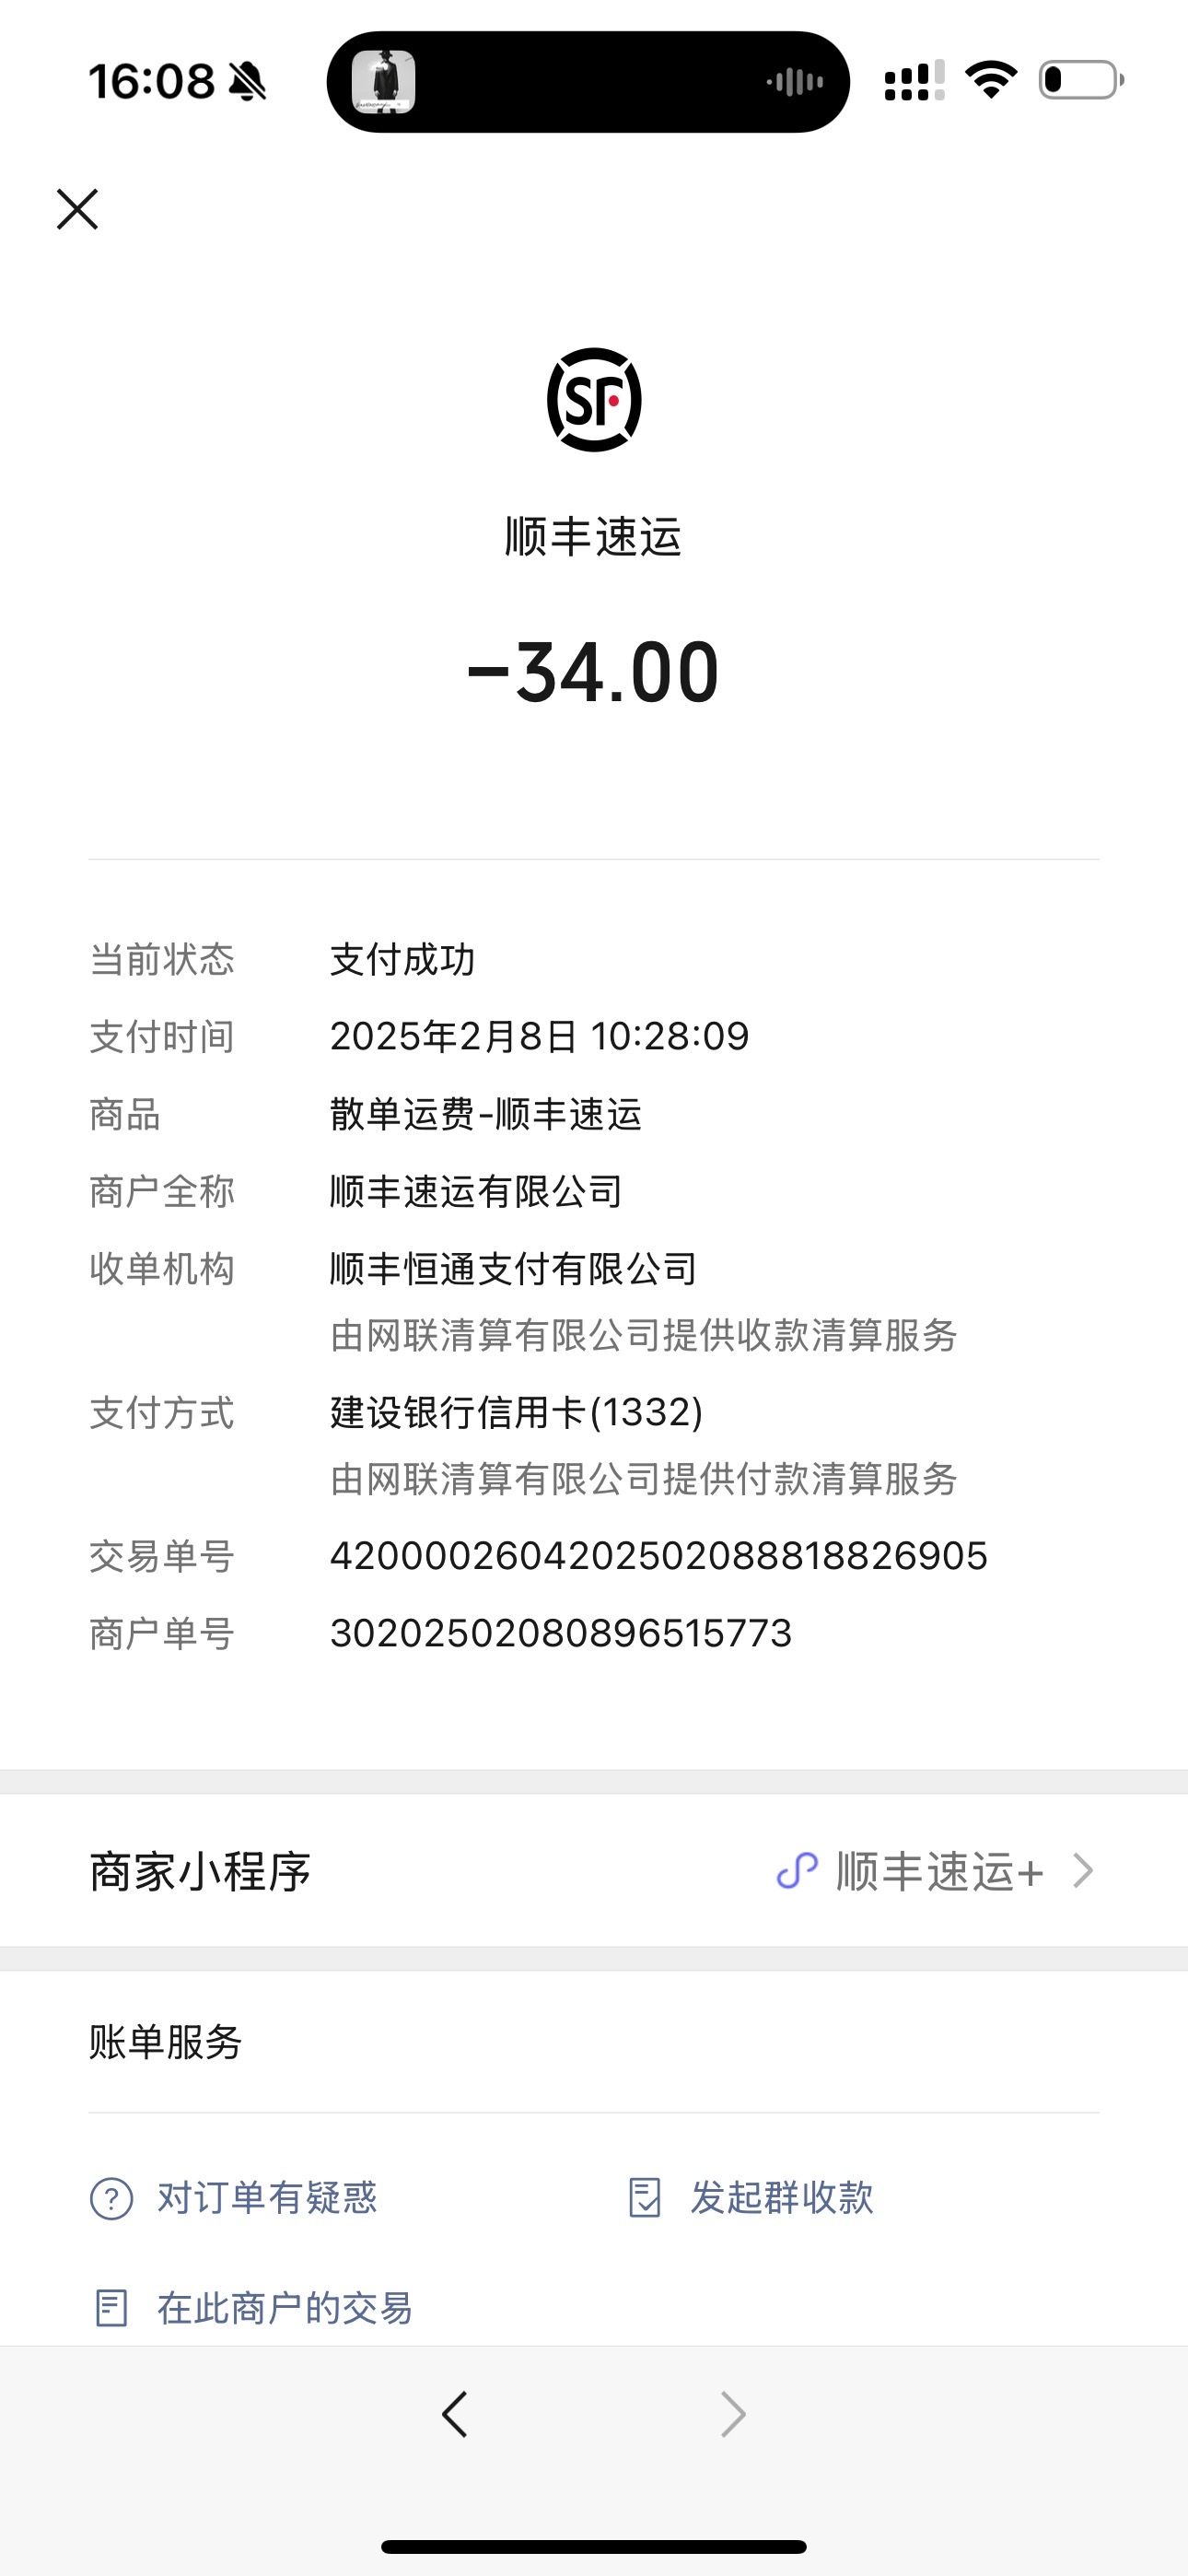 16:08
SF
顺丰速运
-34.00
当前状态 支付成功
支付时间 2025年2月8日 10:28:09
商品 散单运费-顺丰速运
商户全称 顺丰速运有限公司
收单机构 顺丰恒通支付有限公司
由网联清算有限公司提供收款清算服务
支付方式 建设银行信用卡(1332)
由网联清算有限公司提供付款清算服务
交易单号 4200002604202502088818826905
商户单号 30202502080896515773
商家小程序 顺丰速运+
账单服务
对订单有疑惑 发起群收款
在此商户的交易